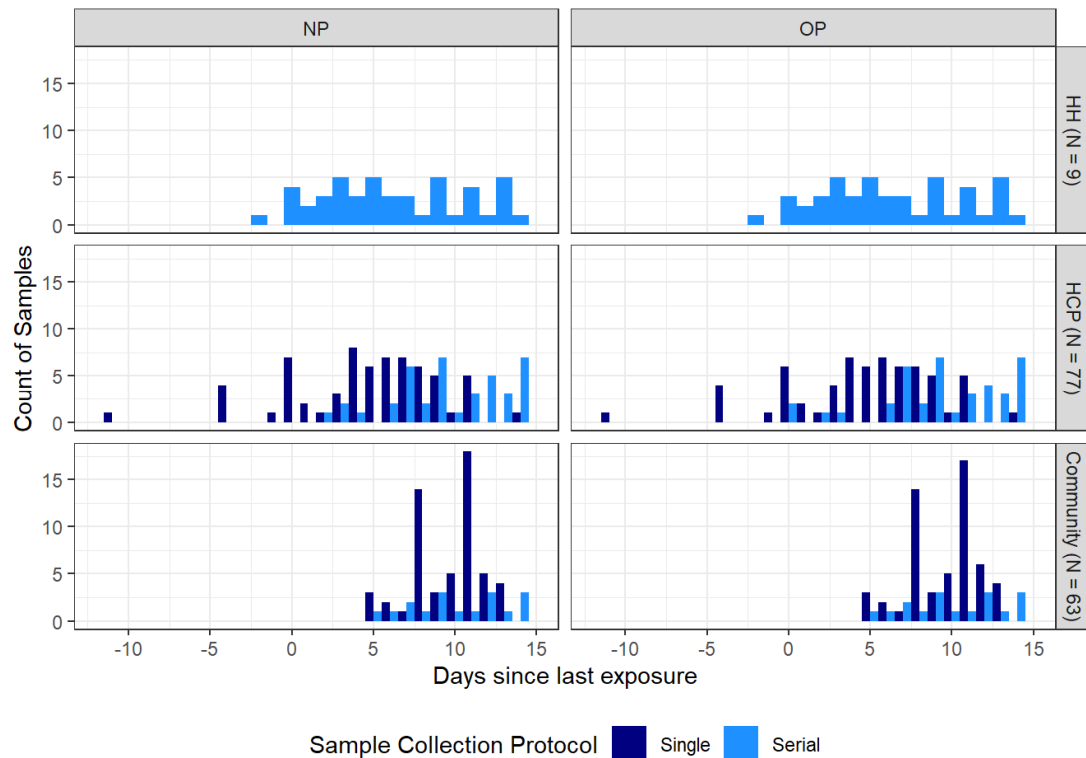 NP
OP
15
10
5
0
HH (N = 9)
15
10
5
0
HCP (N = 77)
15
10
5
0
Community (N = 63)
Count of Samples
-10 -5 0 5 10 15
-10 -5 0 5 10 15
Days since last exposure
Sample Collection Protocol Single Serial